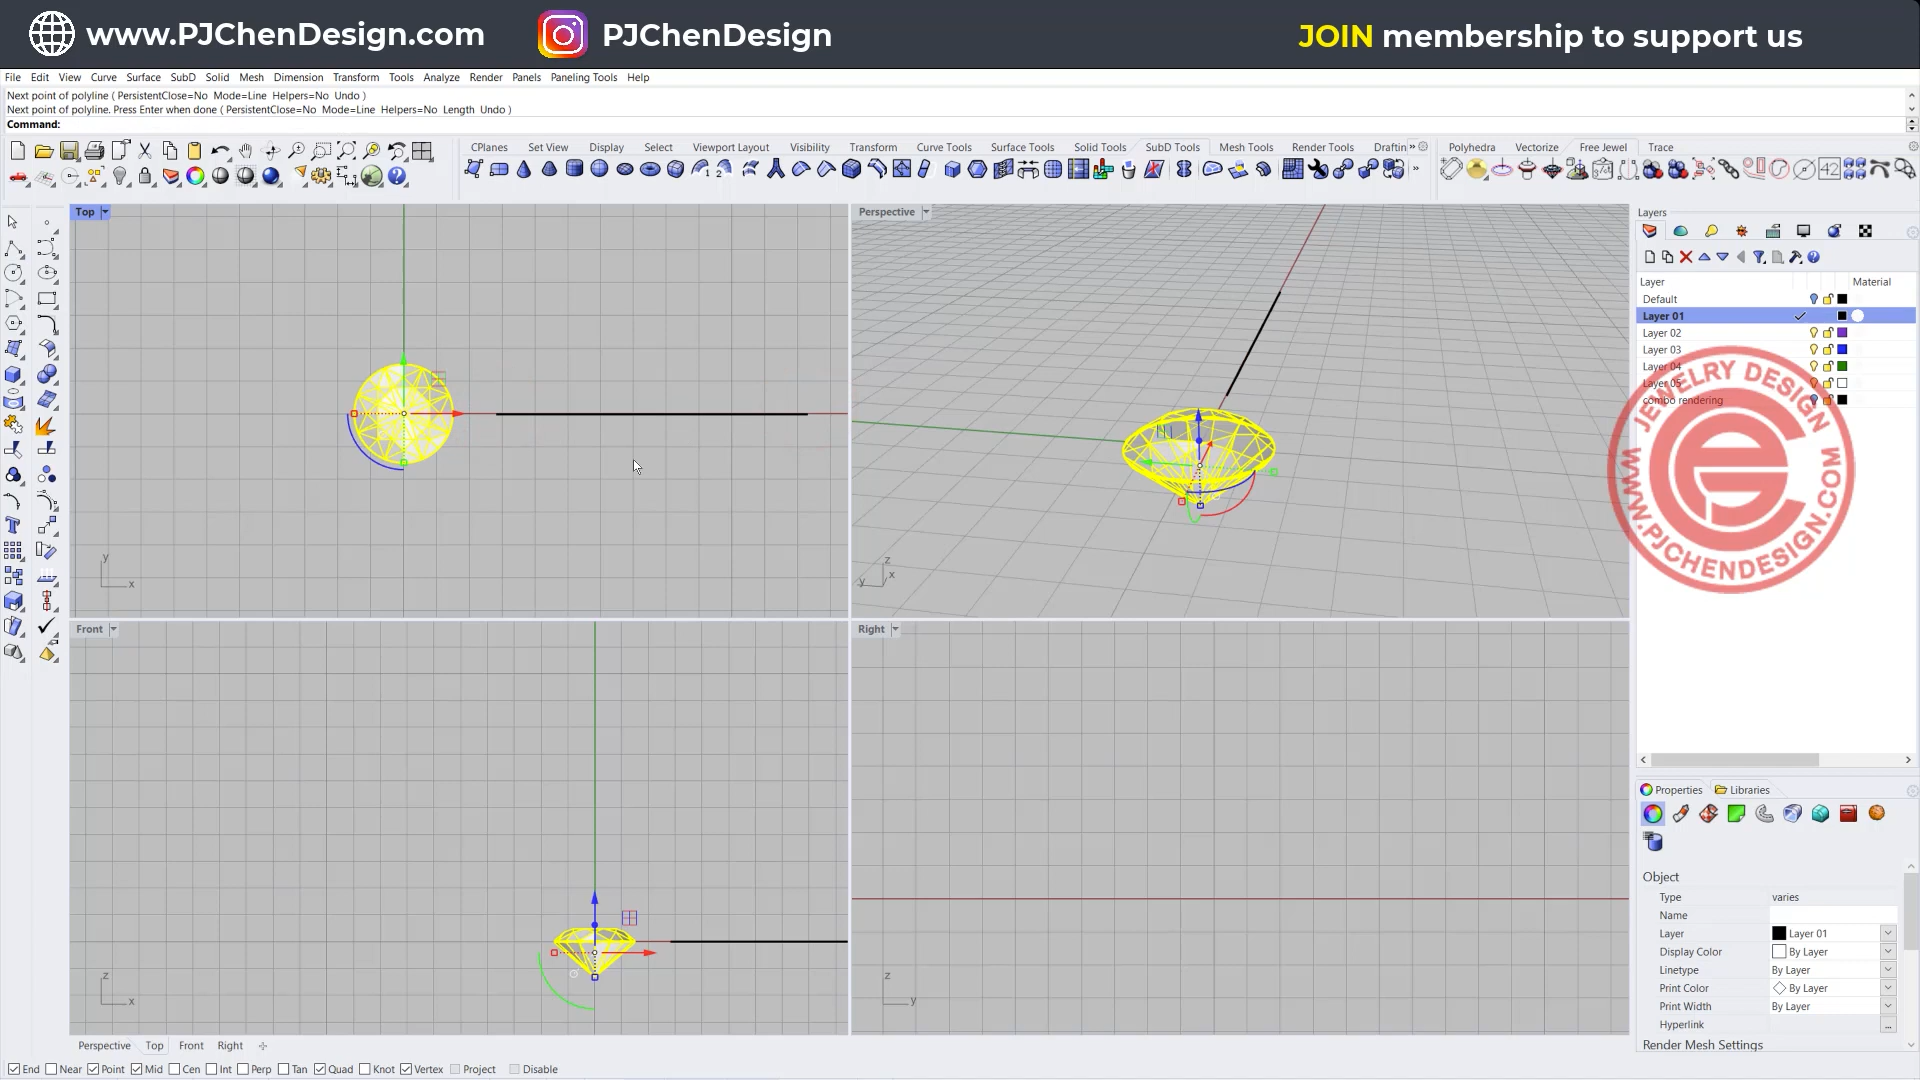 www.PJChenDesign.com PJChenDesign JOIN membership to support us
File Edit View Curve Surface SubD Solid Mesh Dimension Transform Tools Analyze Render Panels Paneling Tools Help
Next point of polyline ( PersistentClose=No Mode=Line Helpers=No Undo )
Next point of polyline. Press Enter when done ( PersistentClose=No Mode=Line Helpers=No Length Undo )
Command:
CPlanes Set View Display Select Viewport Layout Visibility Transform Curve Tools Surface Tools Solid Tools SubD Tools Mesh Tools Render Tools Draftin » Polyhedra Vectorize Free Jewel Trace
Top Perspective
Layers
Layer Material
Default
Layer 01
Layer 02
Layer 03
Layer 04
Layer 05
combo rendering
JEWELRY DESIGN
WWW.PJCHENDESIGN.COM
y x
z x y
Front Right
z x
z y
Properties Libraries
Object
Type varies
Name
Layer Layer 01
Display Color By Layer
Linetype By Layer
Print Color By Layer
Print Width By Layer
Hyperlink ...
Render Mesh Settings
Perspective Top Front Right
End Near Point Mid Cen Int Perp Tan Quad Knot Vertex Project Disable